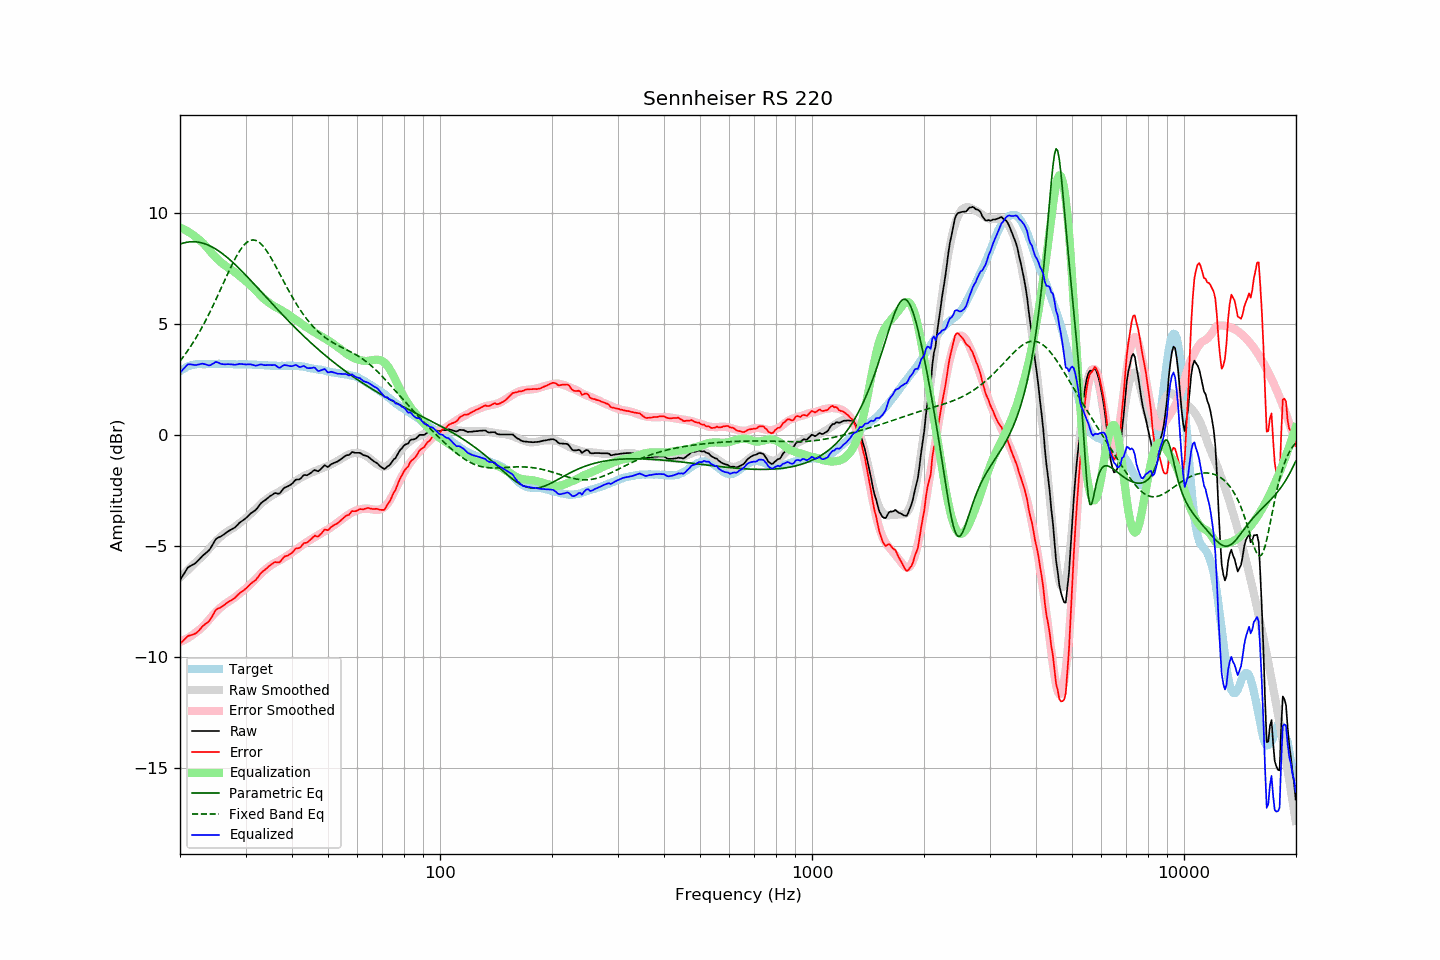 Sennheiser RS 220
Amplitude (dBr)
10
5
0
−5
−10
−15
Target
Raw Smoothed
Error Smoothed
Raw
Error
Equalization
Parametric Eq
Fixed Band Eq
Equalized
100
1000
10000
Frequency (Hz)